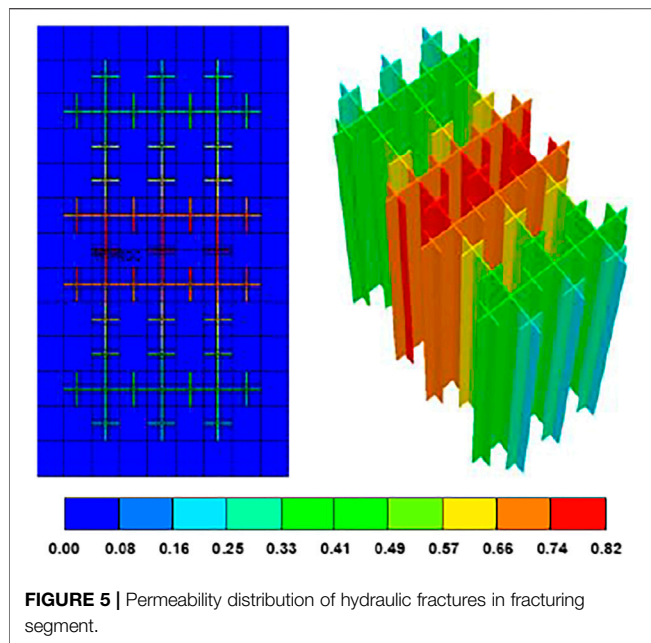 0.00 0.08 0.16 0.25 0.33 0.41 0.49 0.57 0.66 0.74 0.82
FIGURE 5 | Permeability distribution of hydraulic fractures in fracturing
segment.